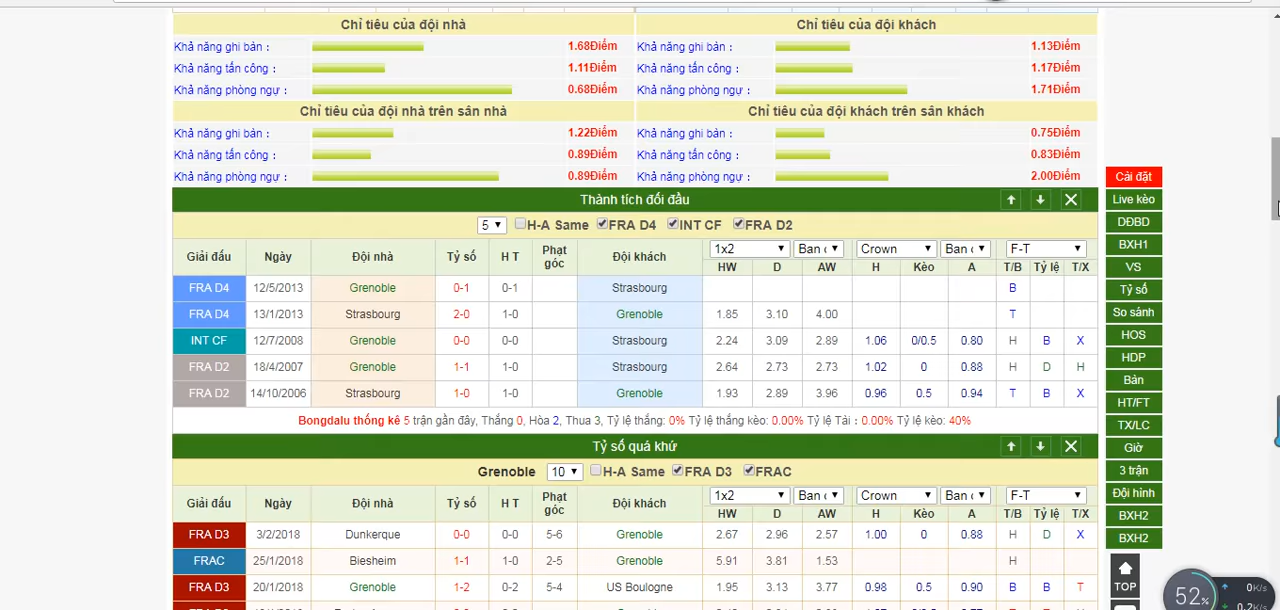 Chỉ tiêu của đội nhà Chỉ tiêu của đội khách
Khả năng ghi bàn : 1.68Điểm Khả năng ghi bàn : 1.13Điểm
Khả năng tấn công : 1.11Điểm Khả năng tấn công : 1.17Điểm
Khả năng phòng ngự : 0.68Điểm Khả năng phòng ngự : 1.71Điểm
Chỉ tiêu của đội nhà trên sân nhà Chỉ tiêu của đội khách trên sân khách
Khả năng ghi bàn : 1.22Điểm Khả năng ghi bàn : 0.75Điểm
Khả năng tấn công : 0.89Điểm Khả năng tấn công : 0.83Điểm
Khả năng phòng ngự : 0.89Điểm Khả năng phòng ngự : 2.00Điểm
Thành tích đối đầu
5 H-A Same FRA D4 INT CF FRA D2
Giải đấu Ngày Đội nhà Tỷ số H T Phạt góc Đội khách 1x2 Ban Crown Ban F-T
HW D AW H Kèo A T/B Tỷ lệ T/X
FRA D4 12/5/2013 Grenoble 0-1 0-1 Strasbourg B
FRA D4 13/1/2013 Strasbourg 2-0 1-0 Grenoble 1.85 3.10 4.00 T
INT CF 12/7/2008 Grenoble 0-0 0-0 Strasbourg 2.24 3.09 2.89 1.06 0/0.5 0.80 H B X
FRA D2 18/4/2007 Grenoble 1-1 1-0 Strasbourg 2.64 2.73 2.73 1.02 0 0.88 H D H
FRA D2 14/10/2006 Strasbourg 1-0 1-0 Grenoble 1.93 2.89 3.96 0.96 0.5 0.94 T B X
Bongdalu thống kê 5 trận gần đây, Thắng 0, Hòa 2, Thua 3, Tỷ lệ thắng: 0% Tỷ lệ thắng kèo: 0.00% Tỷ lệ Tài : 0.00% Tỷ lệ kèo: 40%
Tỷ số quá khứ
Grenoble 10 H-A Same FRA D3 FRAC
Giải đấu Ngày Đội nhà Tỷ số H T Phạt góc Đội khách 1x2 Ban Crown Ban F-T
HW D AW H Kèo A T/B Tỷ lệ T/X
FRA D3 3/2/2018 Dunkerque 0-0 0-0 5-6 Grenoble 2.67 2.96 2.57 1.00 0 0.88 H D X
FRAC 25/1/2018 Biesheim 1-1 1-0 2-5 Grenoble 5.91 3.81 1.53 H
FRA D3 20/1/2018 Grenoble 1-2 0-2 5-4 US Boulogne 1.95 3.13 3.77 0.98 0.5 0.90 B B T
Cài đặt
Live kèo
DĐBD
BXH1
VS
Tỷ số
So sánh
HOS
HDP
Bàn
HT/FT
TX/LC
Giờ
3 trận
Đội hình
BXH2
BXH2
TOP
52%
0K/s
0.2K/s